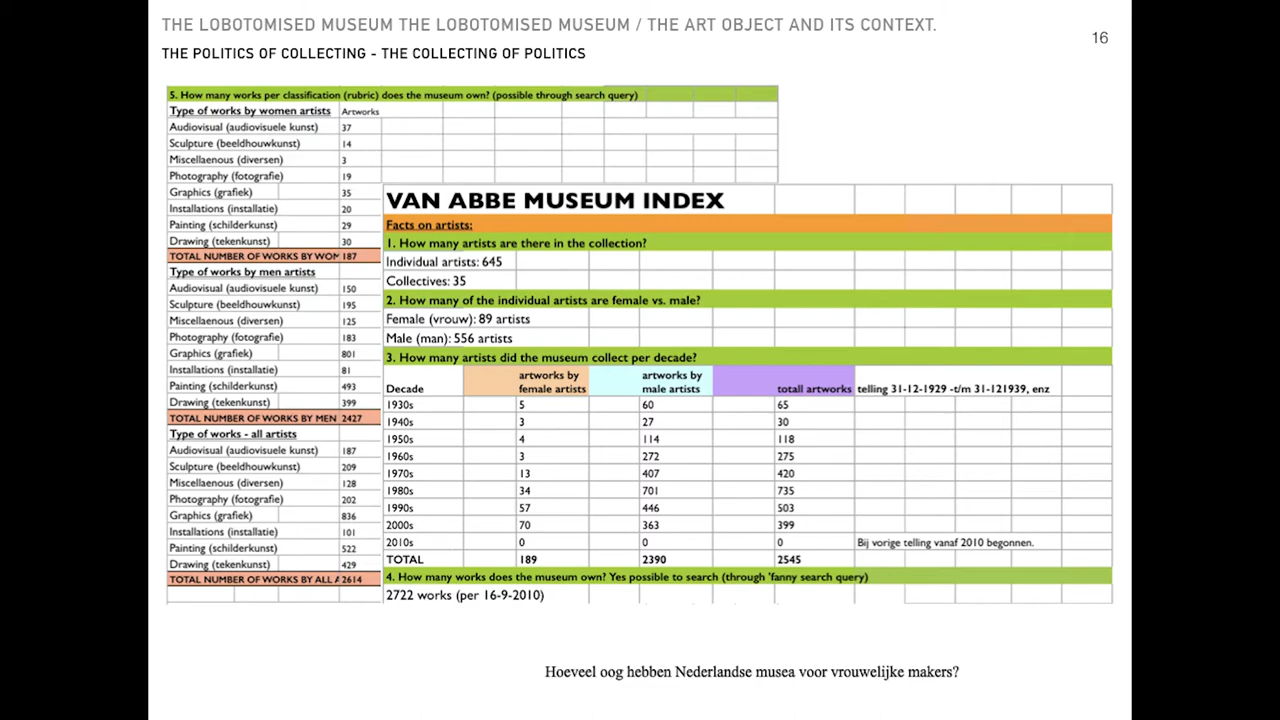 THE LOBOTOMISED MUSEUM THE LOBOTOMISED MUSEUM / THE ART OBJECT AND ITS CONTEXT.
16
THE POLITICS OF COLLECTING - THE COLLECTING OF POLITICS
5. How many works per classification (rubric) does the museum own? (possible through search query)
Type of works by women artists Artworks
Audiovisual (audiovisuele kunst) 37
Sculpture (beeldhouwkunst) 14
Miscellaenous (diversen) 3
Photography (fotografie) 19
Graphics (grafiek) 35
Installations (installatie) 20
Painting (schilderkunst) 29
Drawing (tekenkunst) 30
TOTAL NUMBER OF WORKS BY WOM 187
Type of works by men artists
Audiovisual (audiovisuele kunst) 150
Sculpture (beeldhouwkunst) 195
Miscellaenous (diversen) 125
Photography (fotografie) 183
Graphics (grafiek) 801
Installations (installatie) 81
Painting (schilderkunst) 493
Drawing (tekenkunst) 399
TOTAL NUMBER OF WORKS BY MEN 2427
Type of works - all artists
Audiovisual (audiovisuele kunst) 187
Sculpture (beeldhouwkunst) 209
Miscellaenous (diversen) 128
Photography (fotografie) 202
Graphics (grafiek) 836
Installations (installatie) 101
Painting (schilderkunst) 522
Drawing (tekenkunst) 429
TOTAL NUMBER OF WORKS BY ALL A 2614
VAN ABBE MUSEUM INDEX
Facts on artists:
1. How many artists are there in the collection?
Individual artists: 645
Collectives: 35
2. How many of the individual artists are female vs. male?
Female (vrouw): 89 artists
Male (man): 556 artists
3. How many artists did the museum collect per decade?
artworks by artworks by
Decade female artists male artists totall artworks telling 31-12-1929 -t/m 31-121939, enz
1930s 5 60 65
1940s 3 27 30
1950s 4 114 118
1960s 3 272 275
1970s 13 407 420
1980s 34 701 735
1990s 57 446 503
2000s 70 363 399
2010s 0 0 0 Bij vorige telling vanaf 2010 begonnen.
TOTAL 189 2390 2545
4. How many works does the museum own? Yes possible to search (through 'fanny search query)
2722 works (per 16-9-2010)
Hoeveel oog hebben Nederlandse musea voor vrouwelijke makers?